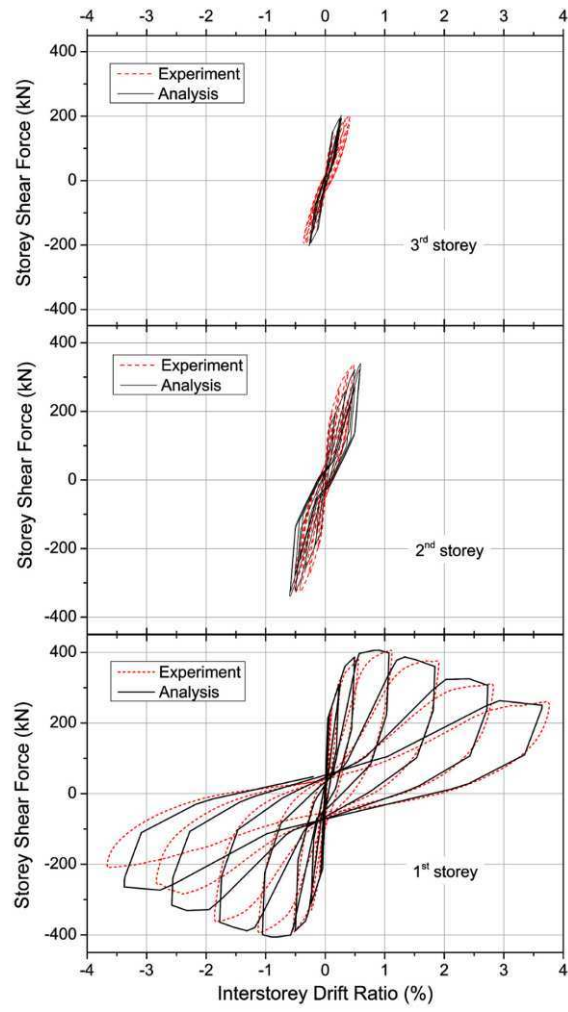 -4 -3 -2 -1 0 1 2 3 4
400
200
0
-200
-400
Storey Shear Force (kN)
Experiment
Analysis
3rd storey
400
200
0
-200
-400
Storey Shear Force (kN)
Experiment
Analysis
2nd storey
400
200
0
-200
-400
Storey Shear Force (kN)
Experiment
Analysis
1st storey
-4 -3 -2 -1 0 1 2 3 4
Interstorey Drift Ratio (%)